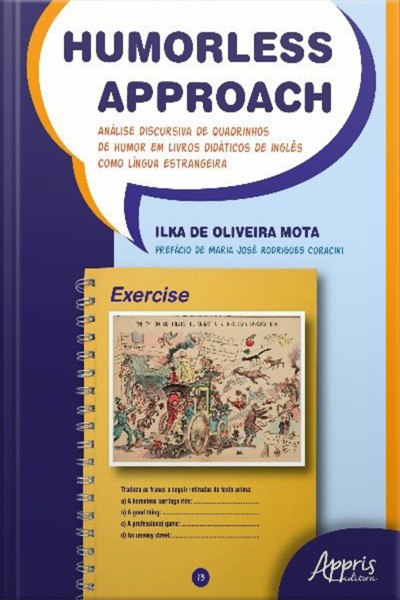 HUMORLESS
APPROACH
ANÁLISE DISCURSIVA DE QUADRINHOS
DE HUMOR EM LIVROS DIDÁTICOS DE INGLÊS
COMO LÍNGUA ESTRANGEIRA
ILKA DE OLIVEIRA MOTA
PREFÁCIO DE MARIA JOSÉ RODRIGUES CORACINI
Exercise
Traduza as frases a seguir retiradas do texto acima:
a) A homeless carriage ride:
b) A good thing:
c) A professional game:
d) An uneasy street:
13
Appris
editora